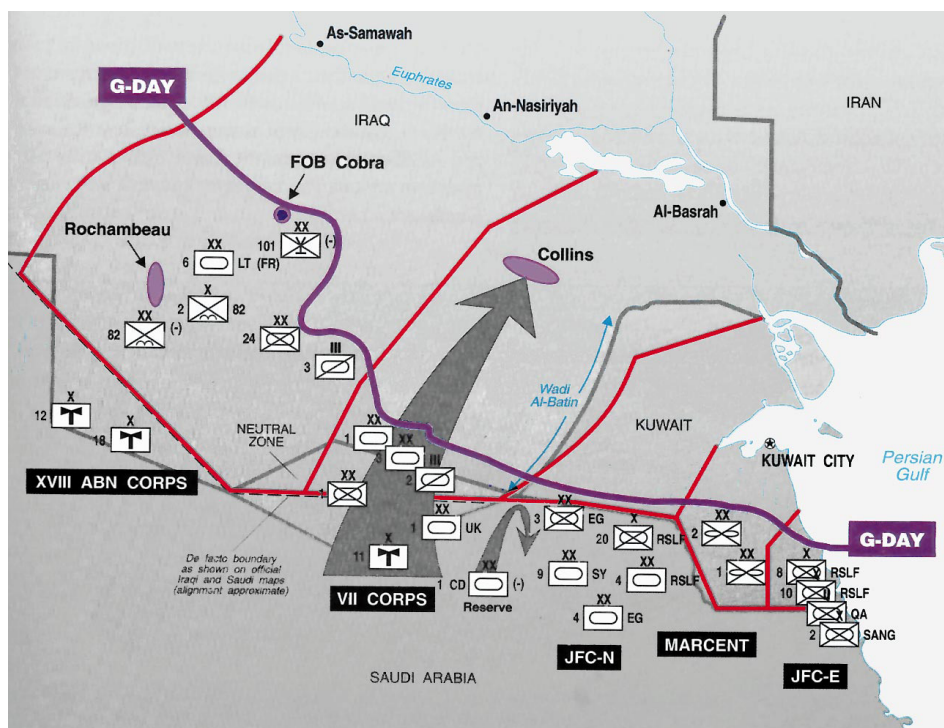 As-Samawah
Euphrates
G-DAY
An-Nasiriyah
IRAN
IRAQ
FOB Cobra
Al-Basrah
Rochambeau
XX
101 (-)
XX
6 LT (FR)
Collins
X
2 82
XX
82 (-)
XX
24
III
3
Wadi
Al-Batin
X
12
X
18
NEUTRAL
ZONE
XX
1
XX
3
III
2
KUWAIT
KUWAIT CITY
Persian
Gulf
XVIII ABN CORPS
XX
1
XX
1 UK
XX
3 EG
X
20 RSLF
XX
2
G-DAY
De facto boundary
as shown on official
Iraqi and Saudi maps
(alignment approximate)
X
11
XX
1 CD (-)
Reserve
XX
9 SY
XX
4 RSLF
XX
1
X
8 RSLF
10 RSLF
QA
2 SANG
VII CORPS
XX
4 EG
JFC-N
MARCENT
JFC-E
SAUDI ARABIA